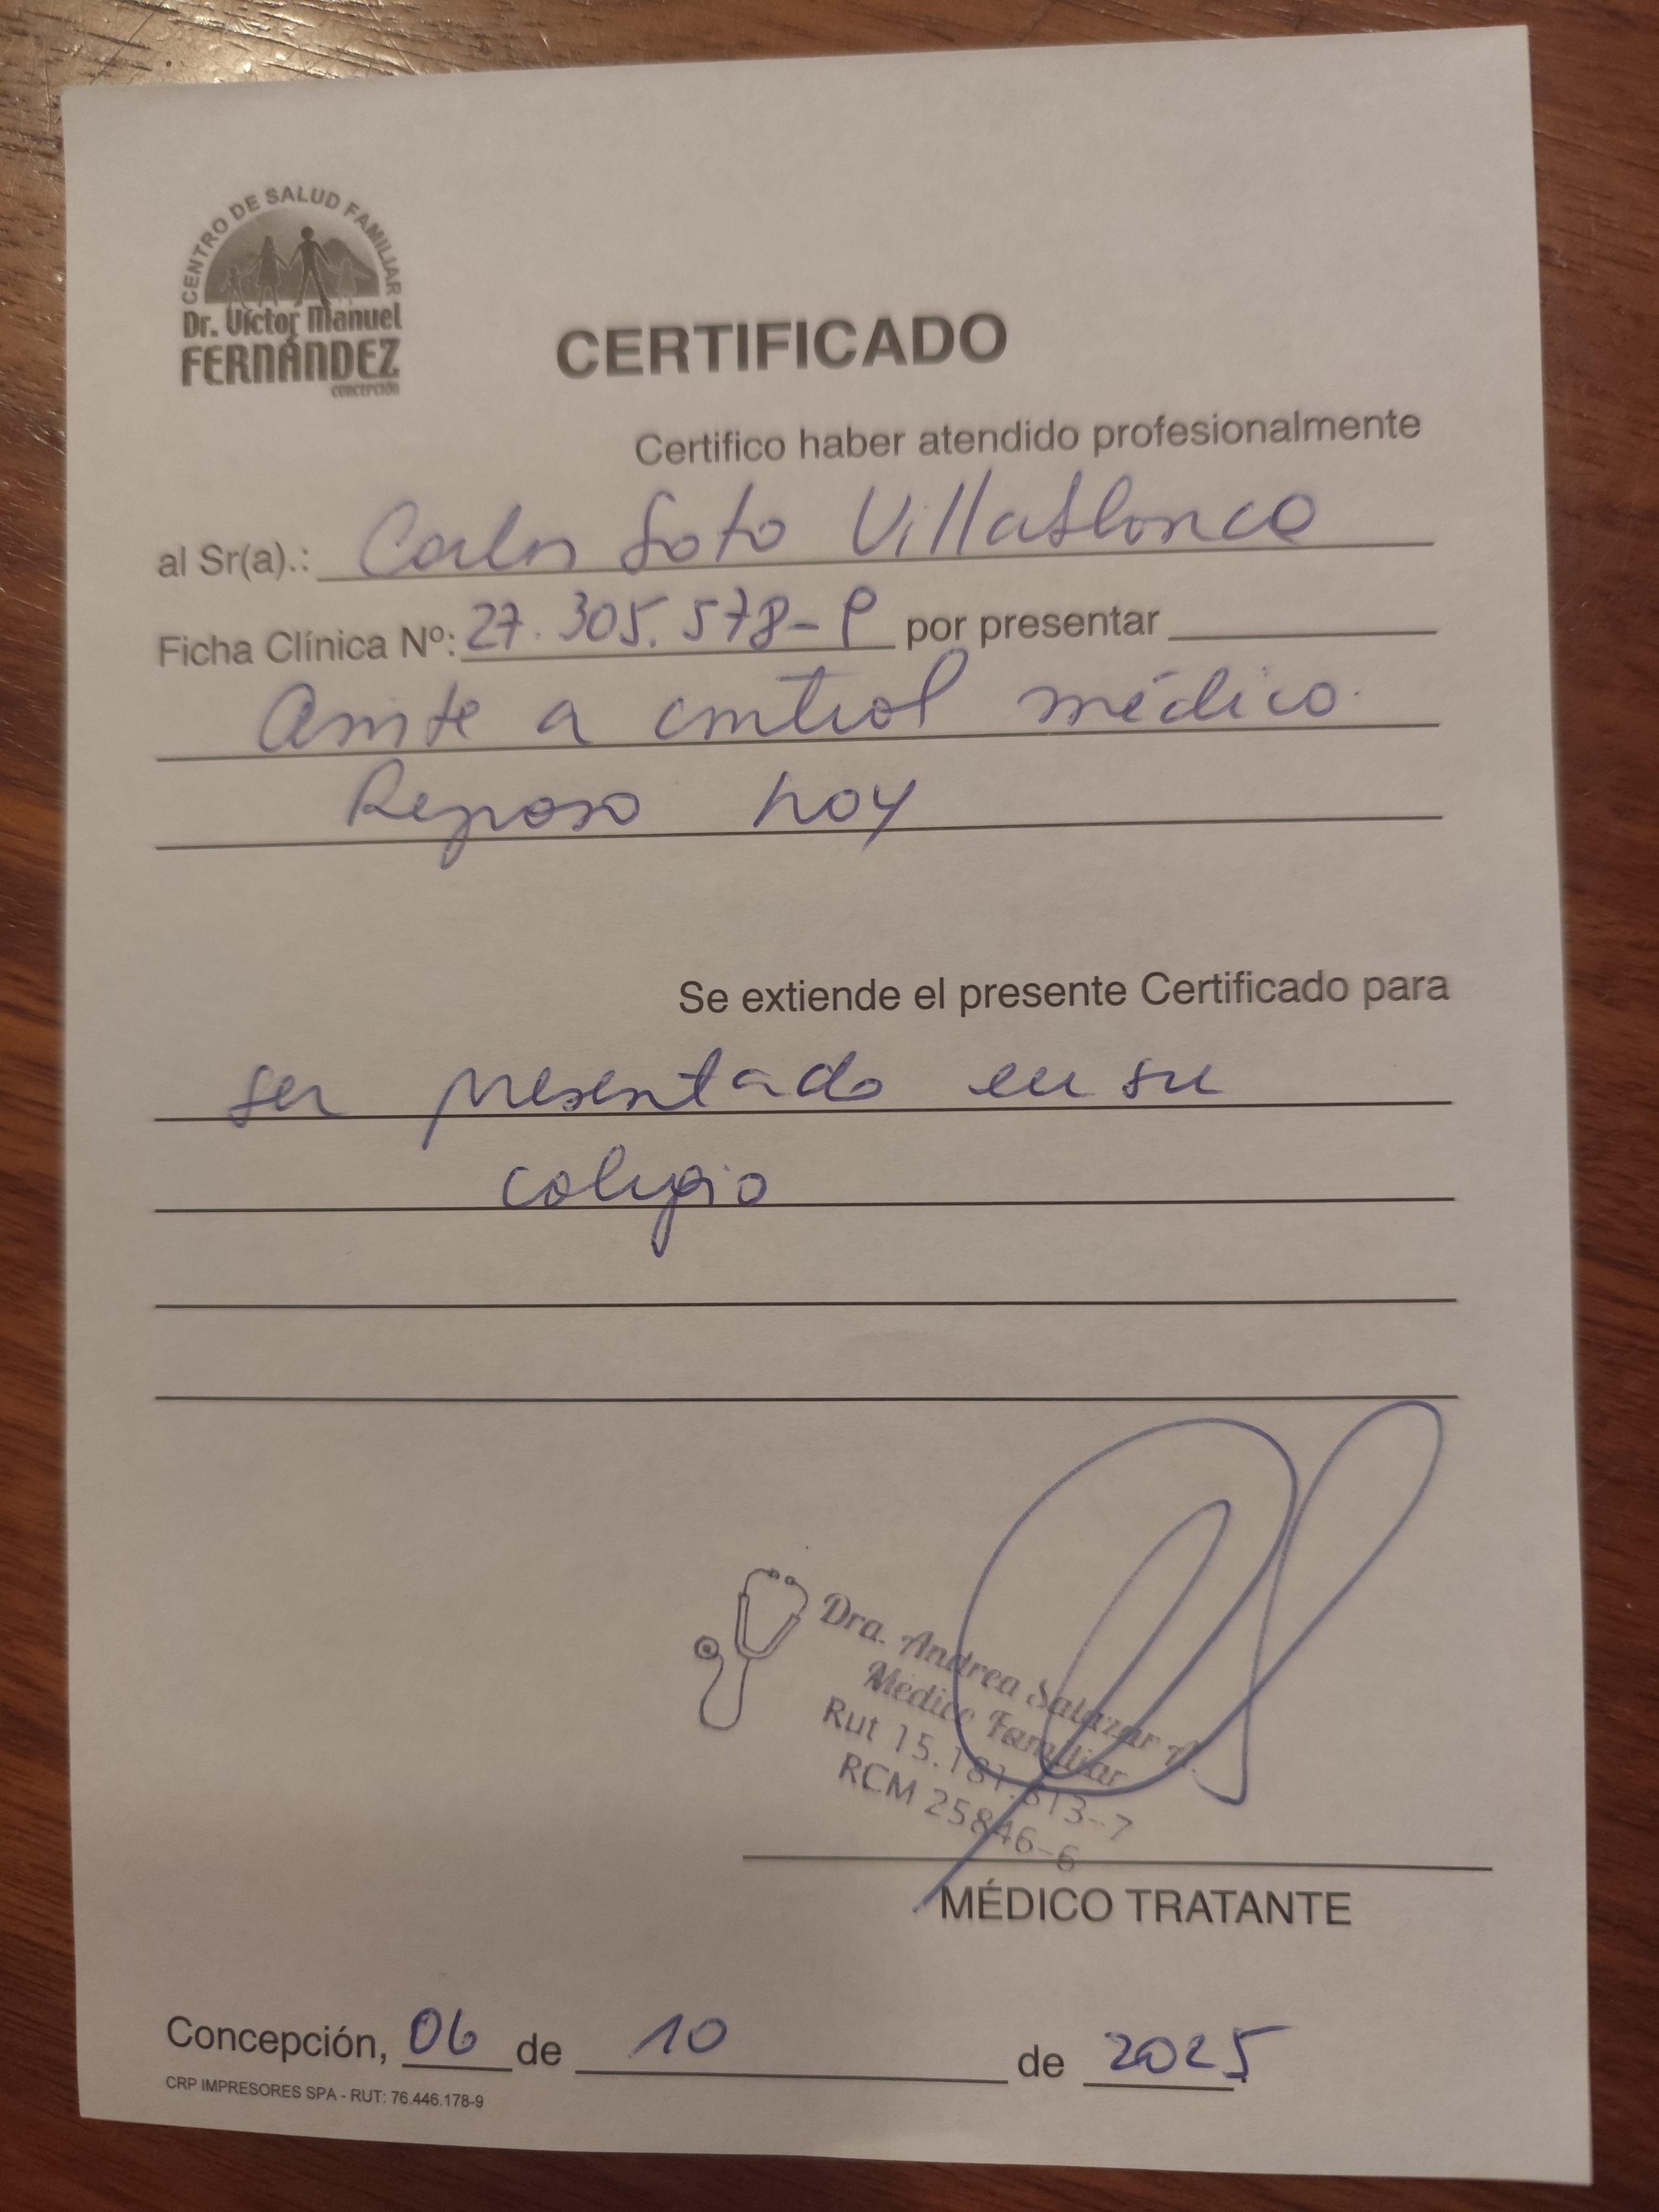 CENTRO DE SALUD FAMILIAR
Dr. Víctor Manuel
FERNÁNDEZ
concepción
CERTIFICADO
Certifico haber atendido profesionalmente
al Sr(a).: Carlos Soto Villablanca
Ficha Clínica Nº: 27.305.578- por presentar
Asiste a control médico.
Reposo hoy
Se extiende el presente Certificado para
ser presentado en su
colegio
Dra. Andrea Salazar A.
Médico Familiar
Rut 15.181.613-7
RCM 25846-6
MÉDICO TRATANTE
Concepción, 06 de 10 de 2025
CRP IMPRESORES SPA - RUT: 76.446.178-9